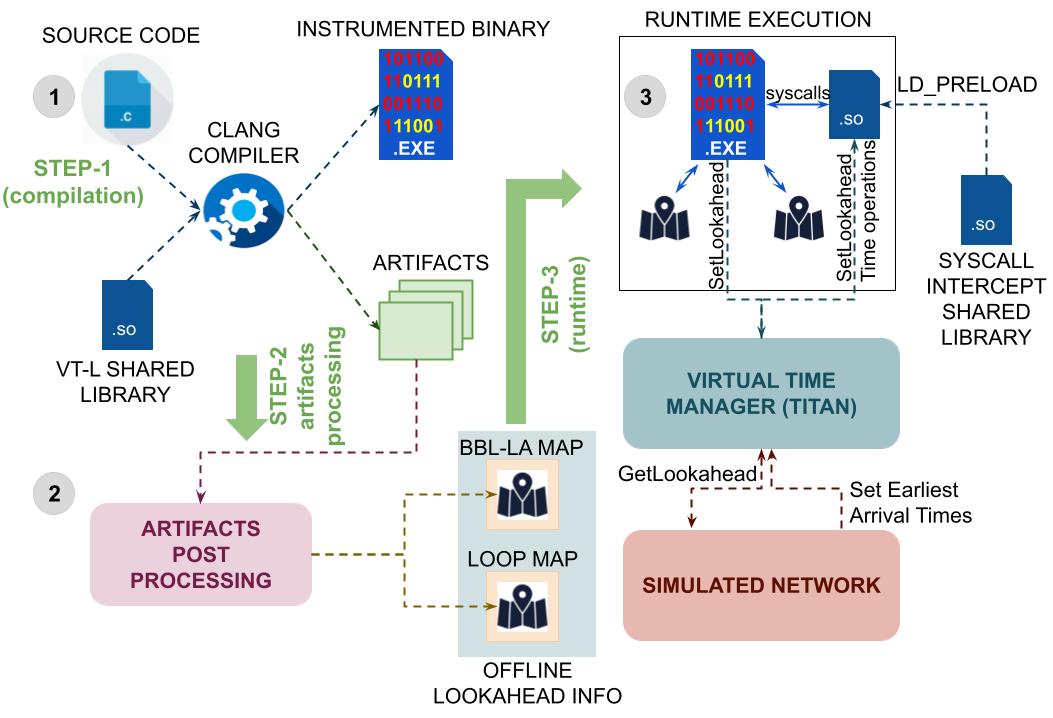 SOURCE CODE
1
.c
STEP-1
(compilation)
CLANG
COMPILER
.so
VT-L SHARED
LIBRARY
INSTRUMENTED BINARY
101100
110111
001110
111001
.EXE
ARTIFACTS
STEP-2
artifacts
processing
2
ARTIFACTS
POST
PROCESSING
BBL-LA MAP
LOOP MAP
OFFLINE
LOOKAHEAD INFO
STEP-3
(runtime)
RUNTIME EXECUTION
3
101100
110111
001110
111001
.EXE
syscalls
.so
LD_PRELOAD
SetLookahead
SetLookahead
Time operations
.so
SYSCALL
INTERCEPT
SHARED
LIBRARY
VIRTUAL TIME
MANAGER (TITAN)
GetLookahead
Set Earliest
Arrival Times
SIMULATED NETWORK